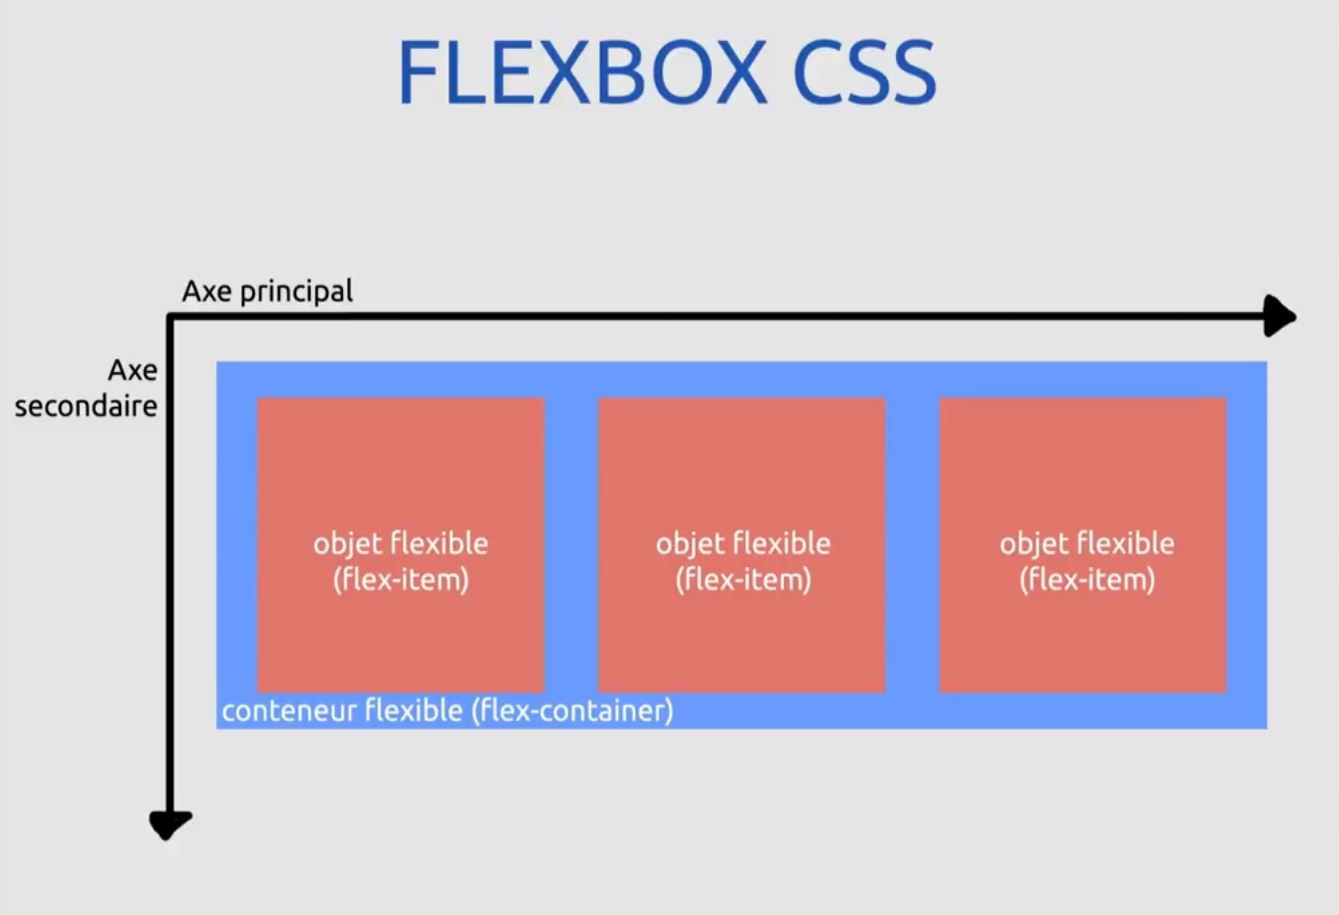 FLEXBOX CSS
Axe principal
Axe
secondaire
objet flexible
(flex-item)
objet flexible
(flex-item)
objet flexible
(flex-item)
conteneur flexible (flex-container)